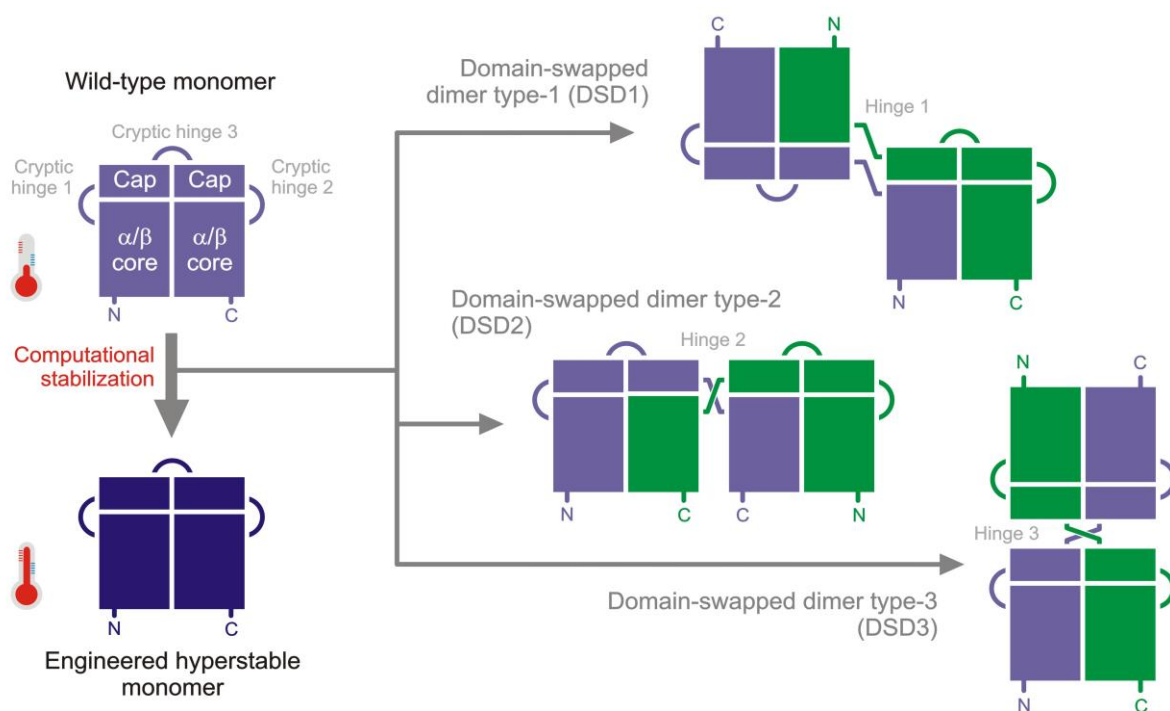 Wild-type monomer
Cryptic hinge 3
Cryptic
hinge 1
Cryptic
hinge 2
Cap
Cap
α/β
core
α/β
core
N
C
Computational
stabilization
Engineered hyperstable
monomer
N
C
Domain-swapped
dimer type-1 (DSD1)
C
N
Hinge 1
N
C
Domain-swapped dimer type-2
(DSD2)
Hinge 2
N
C
C
N
Domain-swapped dimer type-3
(DSD3)
N
C
Hinge 3
N
C